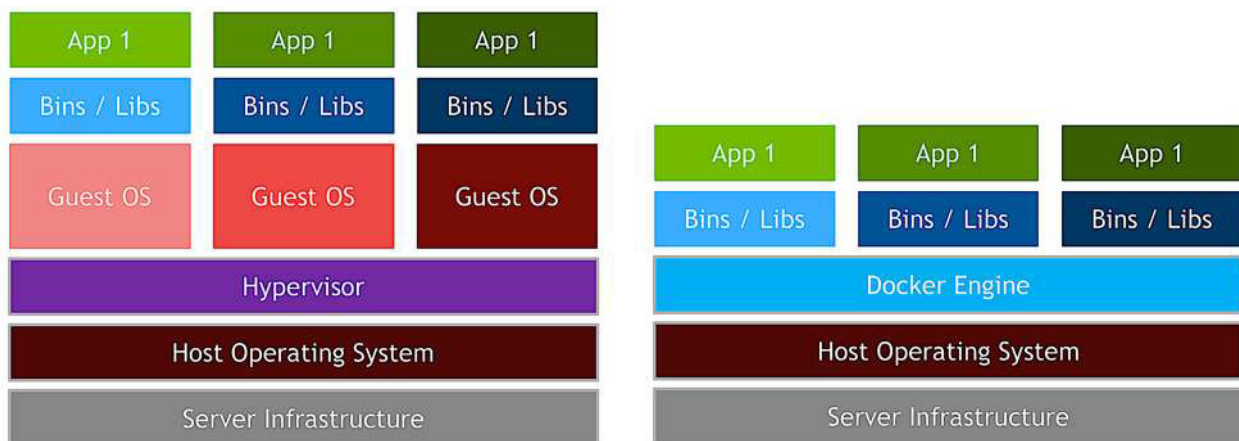 App 1 App 1 App 1
Bins / Libs Bins / Libs Bins / Libs
Guest OS Guest OS Guest OS
Hypervisor
Host Operating System
Server Infrastructure
App 1 App 1 App 1
Bins / Libs Bins / Libs Bins / Libs
Docker Engine
Host Operating System
Server Infrastructure